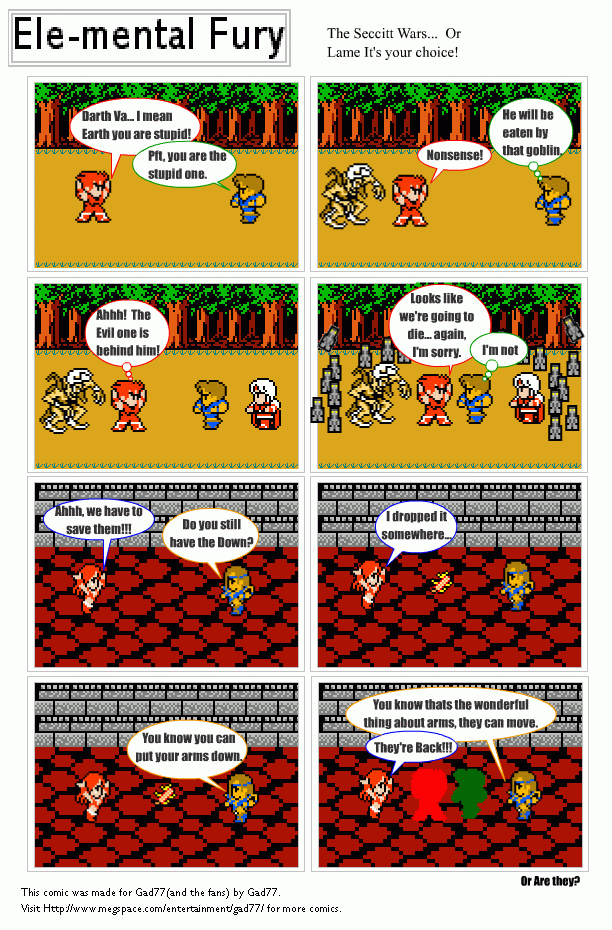 Ele-mental Fury
The Seccitt Wars... Or
Lame It's your choice!
Darth Va... I mean
Earth you are stupid!
Pft, you are the
stupid one.
Nonsense!
He will be
eaten by
that goblin.
Ahhh! The
Evil one is
behind him!
Looks like
we're going to
die... again,
I'm sorry.
I'm not
Ahhh, we have to
save them!!!
Do you still
have the Down?
I dropped it
somewhere...
You know you can
put your arms down.
You know thats the wonderful
thing about arms, they can move.
They're Back!!!
Or Are they?
This comic was made for Gad77(and the fans) by Gad77.
Visit Http://www.megspace.com/entertainment/gad77/ for more comics.